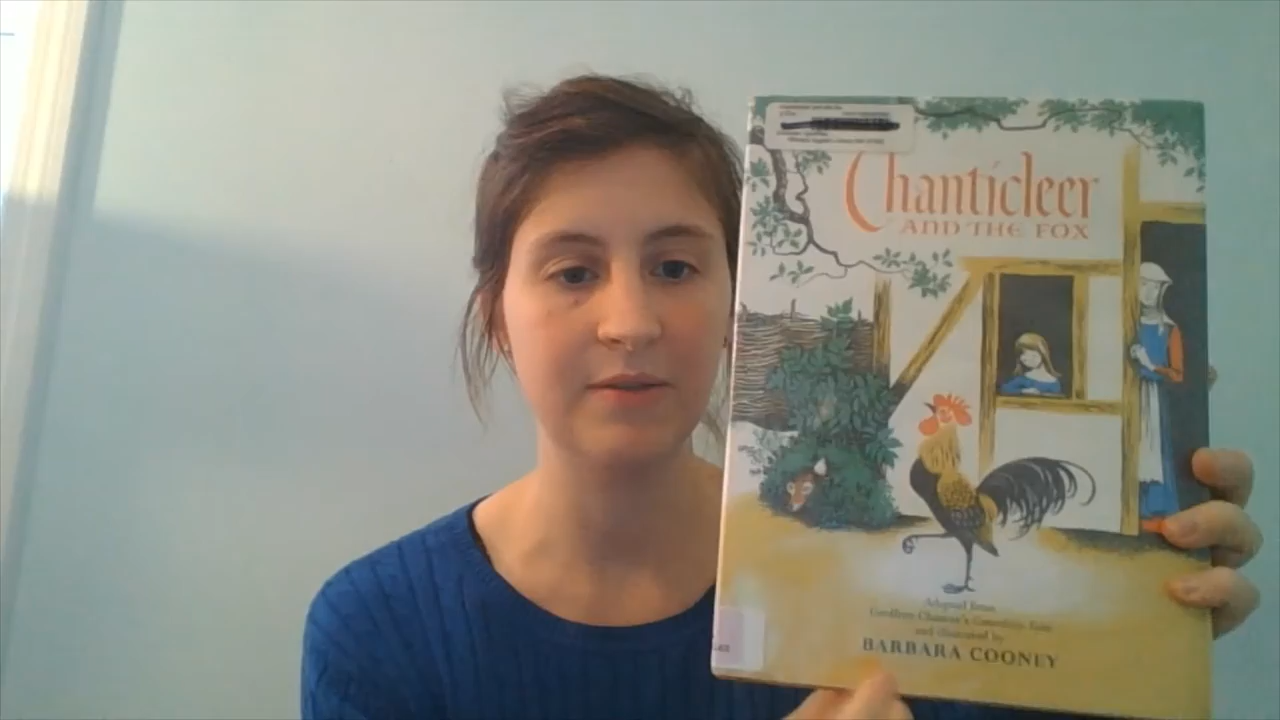 Chanticleer
AND THE FOX
Adapted from
Geoffrey Chaucer's Canterbury Tales
and illustrated by
BARBARA COONEY